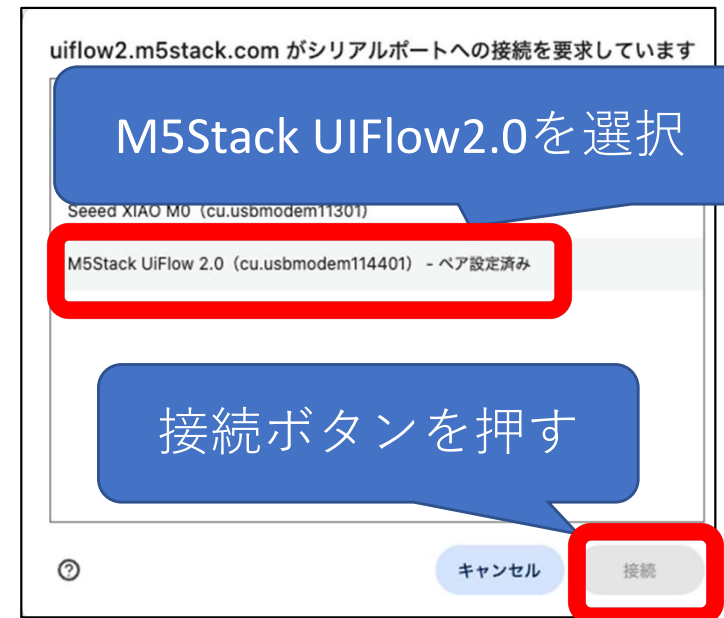 uiflow2.m5stack.com がシリアルポートへの接続を要求しています
M5Stack UIFlow2.0を選択
Seeed XIAO M0（cu.usbmodem11301）
M5Stack UiFlow 2.0（cu.usbmodem114401） - ペア設定済み
接続ボタンを押す
?
キャンセル
接続